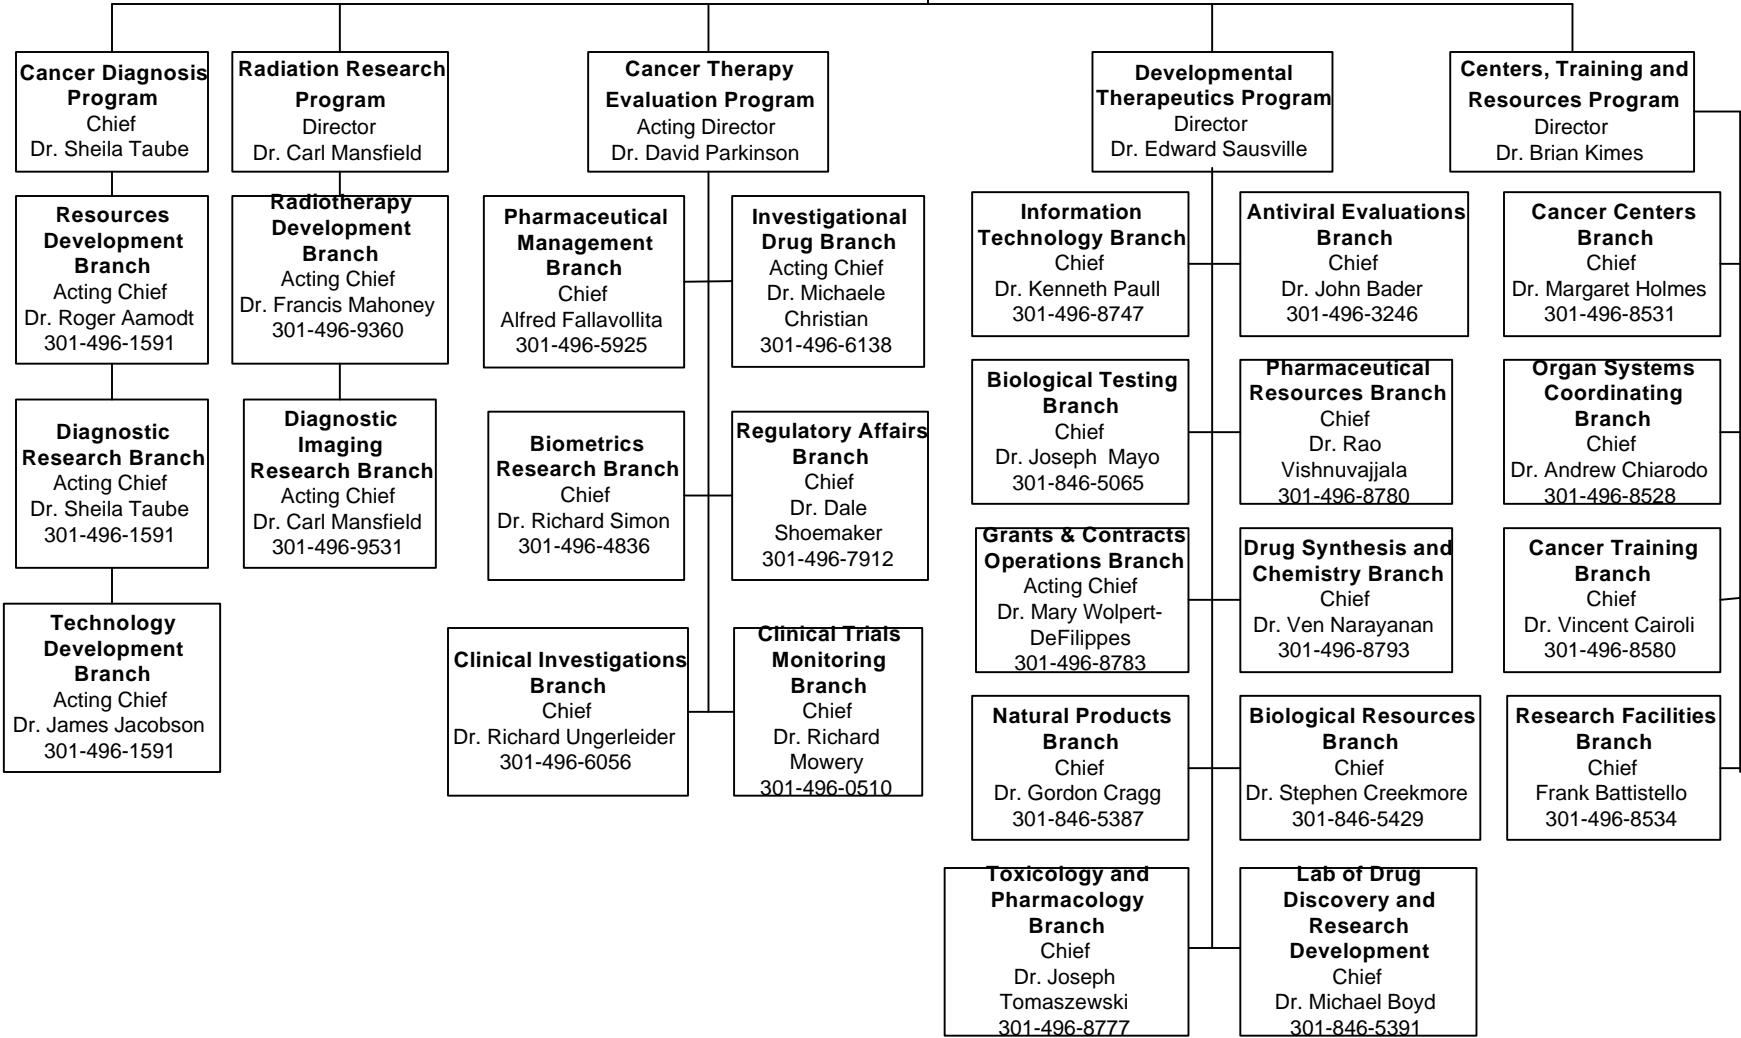 Cancer Diagnosis
Program
Chief
Dr. Sheila Taube
Radiation Research
Program
Director
Dr. Carl Mansfield
Cancer Therapy
Evaluation Program
Acting Director
Dr. David Parkinson
Developmental
Therapeutics Program
Director
Dr. Edward Sausville
Centers, Training and
Resources Program
Director
Dr. Brian Kimes
Resources
Development
Branch
Acting Chief
Dr. Roger Aamodt
301-496-1591
Radiotherapy
Development
Branch
Acting Chief
Dr. Francis Mahoney
301-496-9360
Pharmaceutical
Management
Branch
Chief
Alfred Fallavollita
301-496-5925
Investigational
Drug Branch
Acting Chief
Dr. Michaele
Christian
301-496-6138
Information
Technology Branch
Chief
Dr. Kenneth Paull
301-496-8747
Antiviral Evaluations
Branch
Chief
Dr. John Bader
301-496-3246
Cancer Centers
Branch
Chief
Dr. Margaret Holmes
301-496-8531
Diagnostic
Research Branch
Acting Chief
Dr. Sheila Taube
301-496-1591
Diagnostic
Imaging
Research Branch
Acting Chief
Dr. Carl Mansfield
301-496-9531
Biometrics
Research Branch
Chief
Dr. Richard Simon
301-496-4836
Regulatory Affairs
Branch
Chief
Dr. Dale
Shoemaker
301-496-7912
Biological Testing
Branch
Chief
Dr. Joseph  Mayo
301-846-5065
Pharmaceutical
Resources Branch
Chief
Dr. Rao
Vishnuvajjala
301-496-8780
Organ Systems
Coordinating
Branch
Chief
Dr. Andrew Chiarodo
301-496-8528
Grants & Contracts
Operations Branch
Acting Chief
Dr. Mary Wolpert-
DeFilippes
301-496-8783
Drug Synthesis and
Chemistry Branch
Chief
Dr. Ven Narayanan
301-496-8793
Cancer Training
Branch
Chief
Dr. Vincent Cairoli
301-496-8580
Technology
Development
Branch
Acting Chief
Dr. James Jacobson
301-496-1591
Clinical Investigations
Branch
Chief
Dr. Richard Ungerleider
301-496-6056
Clinical Trials
Monitoring
Branch
Chief
Dr. Richard
Mowery
301-496-0510
Natural Products
Branch
Chief
Dr. Gordon Cragg
301-846-5387
Biological Resources
Branch
Chief
Dr. Stephen Creekmore
301-846-5429
Research Facilities
Branch
Chief
Frank Battistello
301-496-8534
Toxicology and
Pharmacology
Branch
Chief
Dr. Joseph
Tomaszewski
301-496-8777
Lab of Drug
Discovery and
Research
Development
Chief
Dr. Michael Boyd
301-846-5391